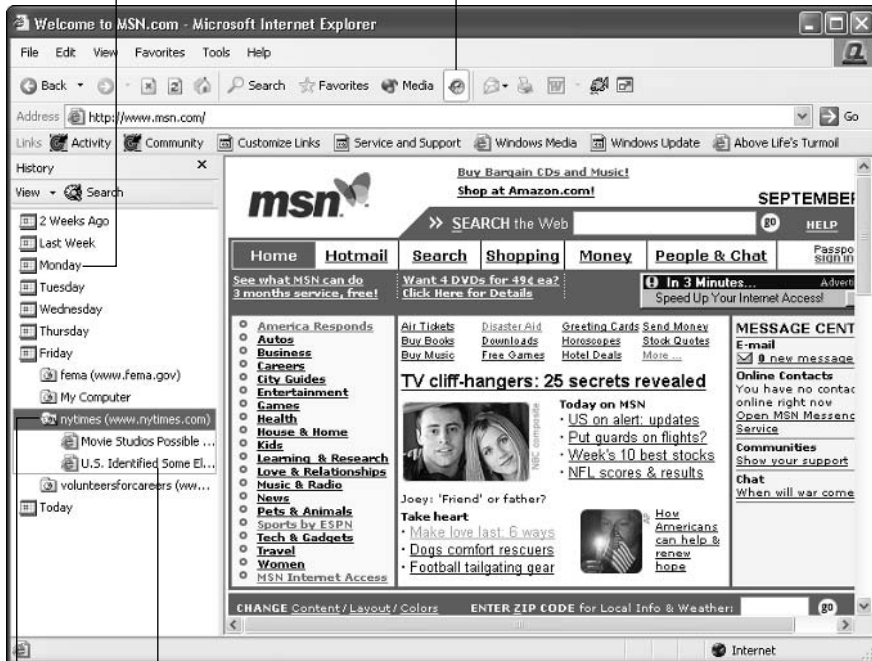 Welcome to MSN.com - Microsoft Internet Explorer
File Edit View Favorites Tools Help
Back Search Favorites Media
Address http://www.msn.com/ Go
Links Activity Community Customize Links Service and Support Windows Media Windows Update Above Life's Turmoil
History
View Search
2 Weeks Ago
Last Week
Monday
Tuesday
Wednesday
Thursday
Friday
fema (www.fema.gov)
My Computer
nytimes (www.nytimes.com)
Movie Studios Possible ...
U.S. Identified Some El...
volunteersforcareers (ww...
Today
msn
Buy Bargain CDs and Music!
Shop at Amazon.com!
SEPTEMBER
>> SEARCH the Web go HELP
Home Hotmail Search Shopping Money People & Chat Passpo
sign in
See what MSN can do
3 months service, free!
Want 4 DVDs for 49¢ ea?
Click Here for Details
In 3 Minutes... Adverti
Speed Up Your Internet Access!
America Responds
Autos
Business
Careers
City Guides
Entertainment
Games
Health
House & Home
Kids
Learning & Research
Love & Relationships
Music & Radio
News
Pets & Animals
Sports by ESPN
Tech & Gadgets
Travel
Women
MSN Internet Access
Air Tickets Disaster Aid Greeting Cards Send Money
Buy Books Downloads Horoscopes Stock Quotes
Buy Music Free Games Hotel Deals More ...
TV cliff-hangers: 25 secrets revealed
NBC composite
Joey: 'Friend' or father?
Today on MSN
· US on alert: updates
· Put guards on flights?
· Week's 10 best stocks
· NFL scores & results
Take heart
· Make love last: 6 ways
· Dogs comfort rescuers
· Football tailgating gear
AP
How
Americans
can help &
renew
hope
MESSAGE CENT
E-mail
0 new message
Online Contacts
You have no contac
online right now
Open MSN Messenc
Service
Communities
Show your support
Chat
When will war come
CHANGE Content / Layout / Colors ENTER ZIP CODE for Local Info & Weather: go
Internet